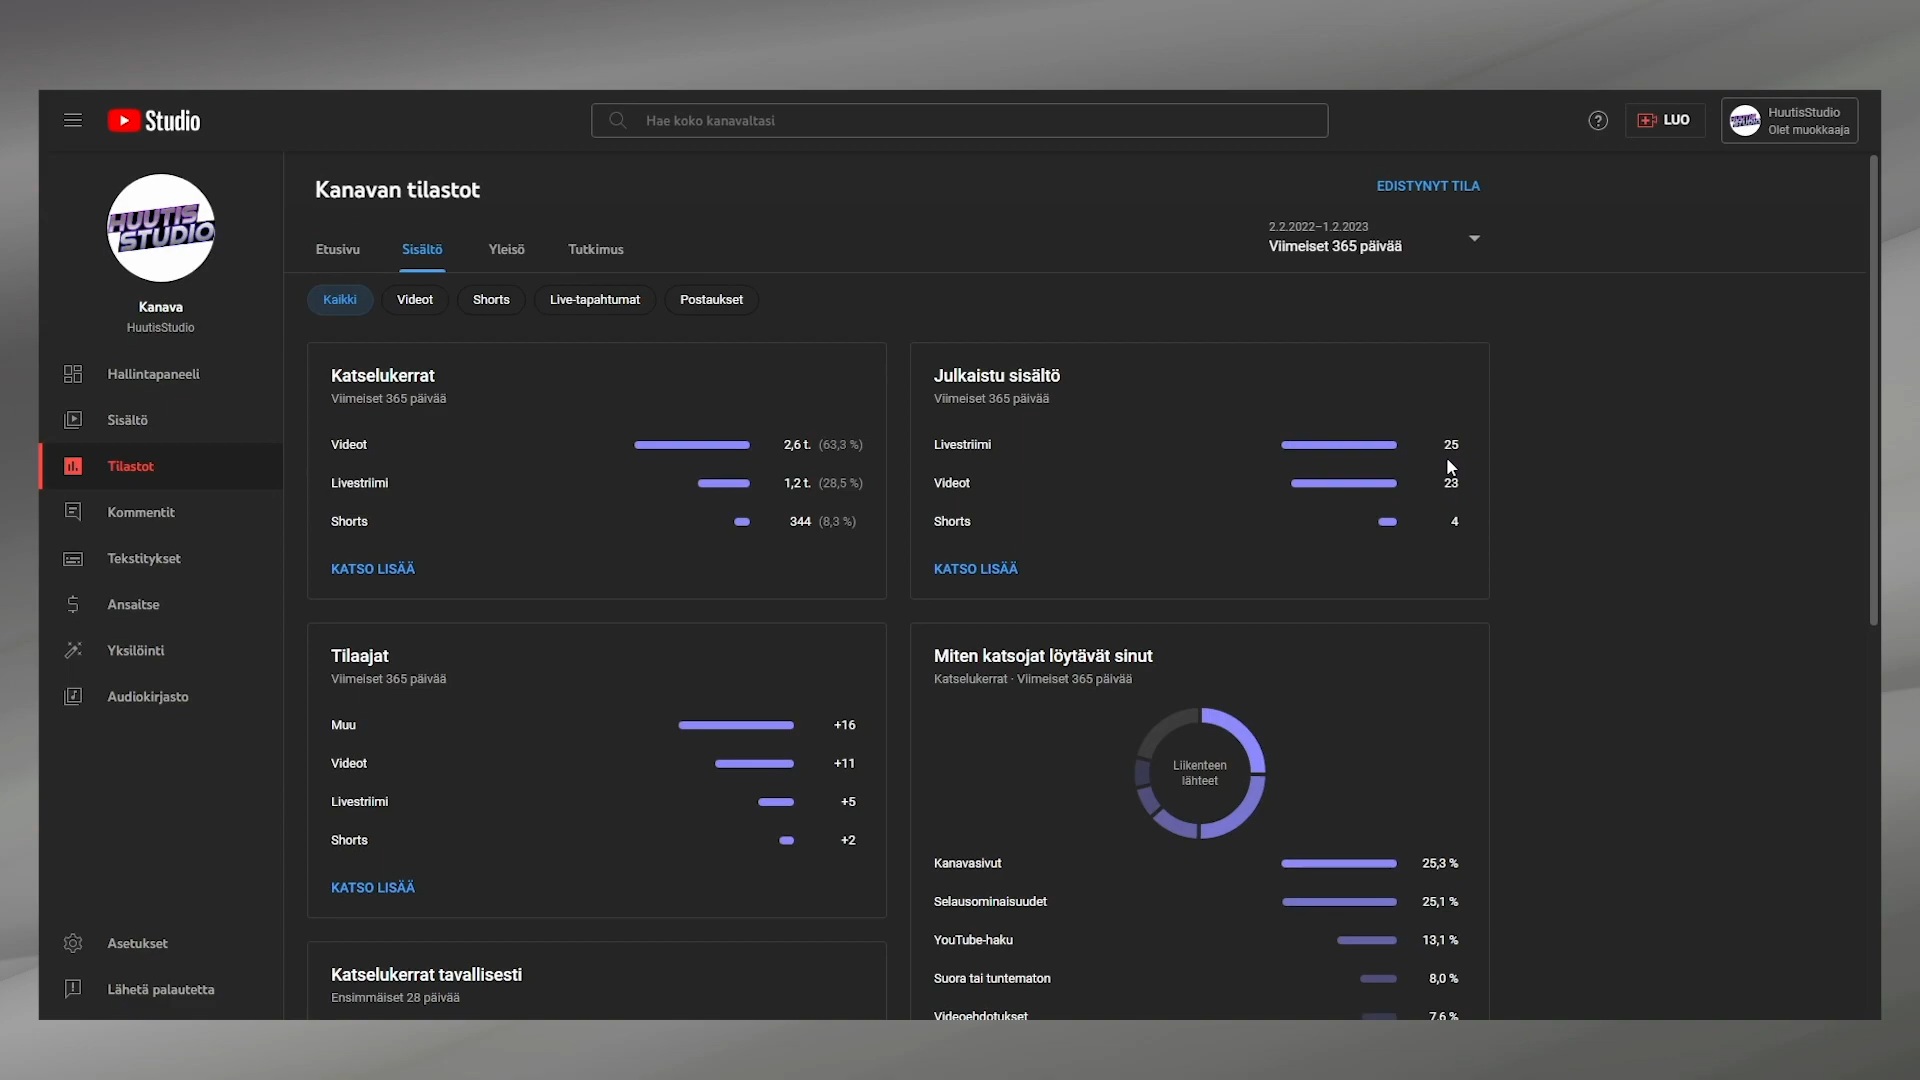 Studio
Hae koko kanavaltasi
LUO
HuutisStudio
Olet muokkaaja
HUUTIS
STUDIO
Kanava
HuutisStudio
Hallintapaneeli
Sisältö
Tilastot
Kommentit
Tekstitykset
Ansaitse
Yksilöinti
Audiokirjasto
Asetukset
Lähetä palautetta
Kanavan tilastot
EDISTYNYT TILA
2.2.2022–1.2.2023
Viimeiset 365 päivää
Etusivu Sisältö Yleisö Tutkimus
Kaikki Videot Shorts Live-tapahtumat Postaukset
Katselukerrat
Viimeiset 365 päivää
Videot 2,6 t. (63,3 %)
Livestriimi 1,2 t. (28,5 %)
Shorts 344 (8,3 %)
KATSO LISÄÄ
Julkaistu sisältö
Viimeiset 365 päivää
Livestriimi 25
Videot 23
Shorts 4
KATSO LISÄÄ
Tilaajat
Viimeiset 365 päivää
Muu +16
Videot +11
Livestriimi +5
Shorts +2
KATSO LISÄÄ
Miten katsojat löytävät sinut
Katselukerrat · Viimeiset 365 päivää
Liikenteen
lähteet
Kanavasivut 25,3 %
Selausominaisuudet 25,1 %
YouTube-haku 13,1 %
Suora tai tuntematon 8,0 %
Videoehdotukset 7,6 %
Katselukerrat tavallisesti
Ensimmäiset 28 päivää